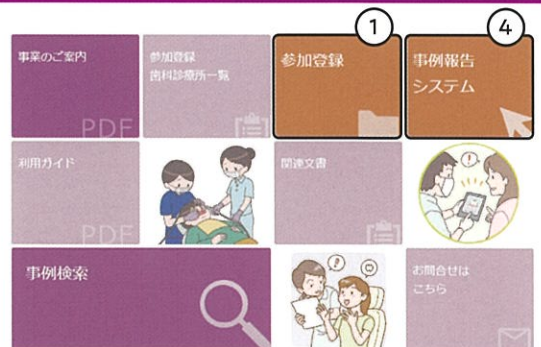 ①
④
事業のご案内
PDF
参加登録
歯科診療所一覧
参加登録
事例報告
システム
利用ガイド
PDF
関連文書
事例検索
お問合せは
こちら